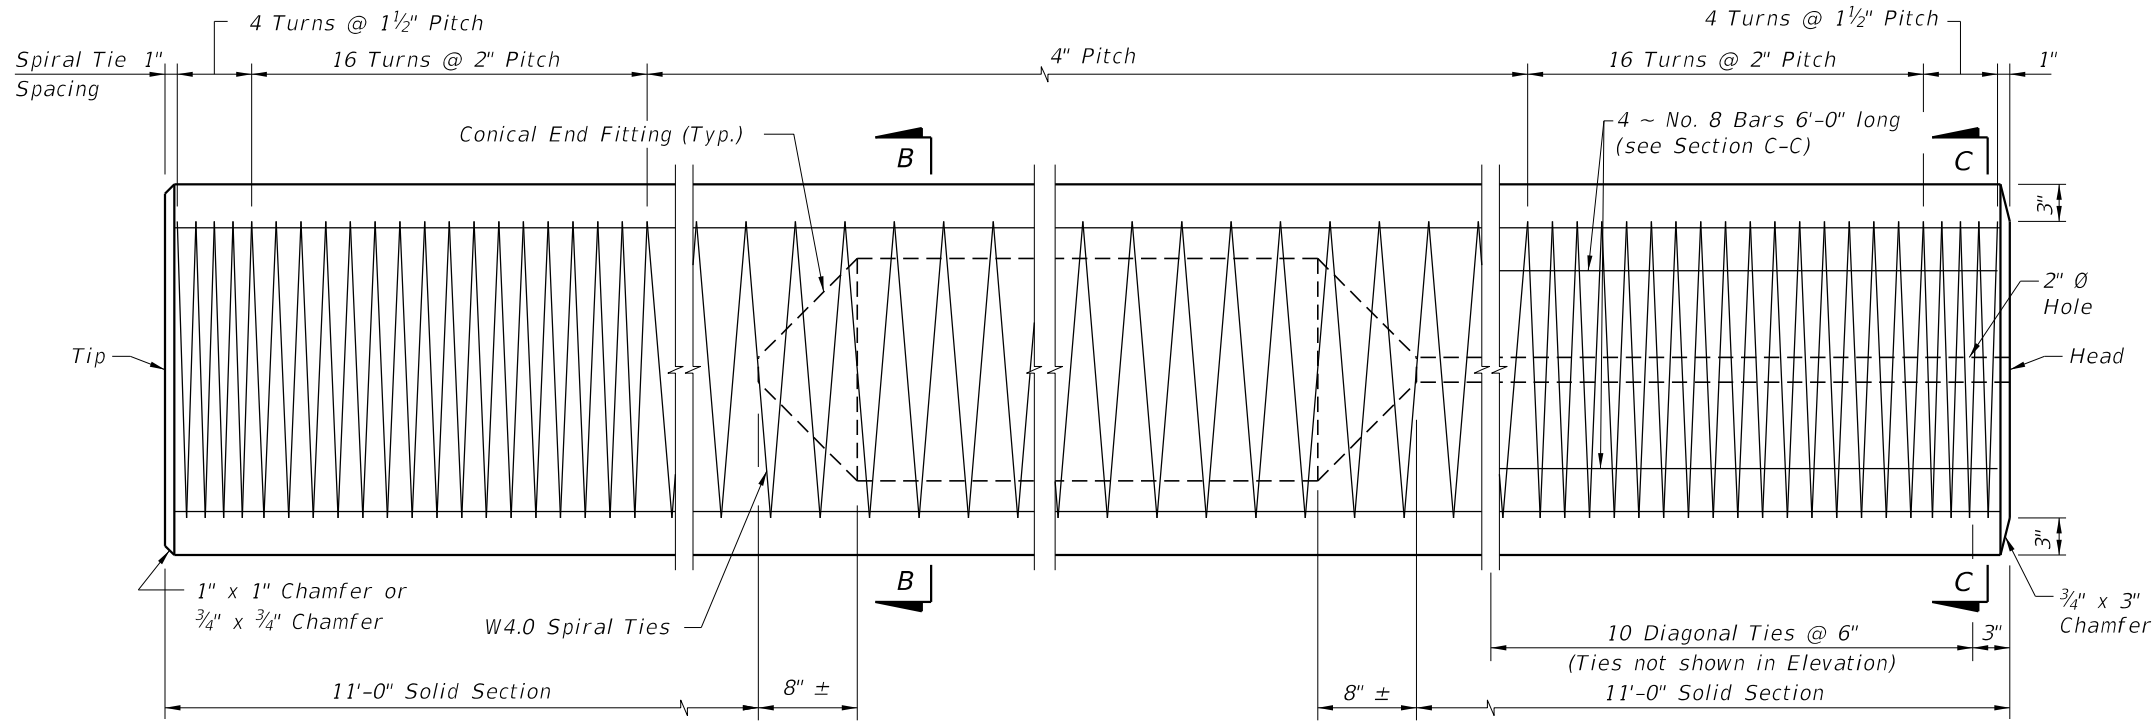 4 Turns @ 1½" Pitch
4 Turns @ 1½" Pitch
Spiral Tie 1"
Spacing
16 Turns @ 2" Pitch
4" Pitch
16 Turns @ 2" Pitch
1"
Conical End Fitting (Typ.)
B
4 ~ No. 8 Bars 6'-0" long
(see Section C-C)
C
3"
2" Ø
Hole
Tip
Head
3"
B
C
1" x 1" Chamfer or
¾" x ¾" Chamfer
W4.0 Spiral Ties
¾" x 3"
Chamfer
10 Diagonal Ties @ 6"
3"
(Ties not shown in Elevation)
11'-0" Solid Section
8" ±
8" ±
11'-0" Solid Section